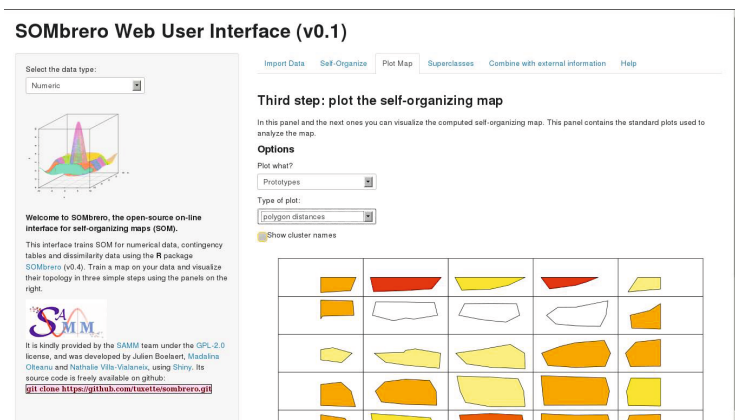 SOMbrero Web User Interface (v0.1)
Select the data type:
Numeric
Welcome to SOMbrero, the open-source on-line
interface for self-organizing maps (SOM).
This interface trains SOM for numerical data, contingency
tables and dissimilarity data using the R package
SOMbrero (v0.4). Train a map on your data and visualize
their topology in three simple steps using the panels on the
right.
SAMM
It is kindly provided by the SAMM team under the GPL-2.0
license, and was developed by Julien Boelaert, Madalina
Olteanu and Nathalie Villa-Vialaneix, using Shiny. Its
source code is freely available on github:
git clone https://github.com/tuxette/sombrero.git
Import Data Self-Organize Plot Map Superclasses Combine with external information Help
Third step: plot the self-organizing map
In this panel and the next ones you can visualize the computed self-organizing map. This panel contains the standard plots used to
analyze the map.
Options
Plot what?
Prototypes
Type of plot:
polygon distances
Show cluster names